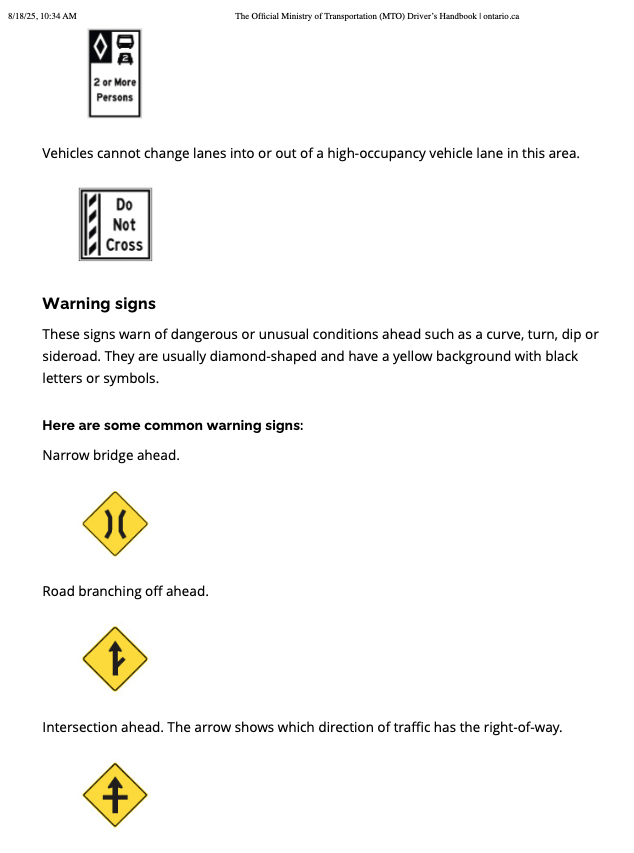 8/18/25, 10:34 AM
The Official Ministry of Transportation (MTO) Driver's Handbook | ontario.ca
2
2 or More
Persons
Vehicles cannot change lanes into or out of a high-occupancy vehicle lane in this area.
Do
Not
Cross
Warning signs
These signs warn of dangerous or unusual conditions ahead such as a curve, turn, dip or
sideroad. They are usually diamond-shaped and have a yellow background with black
letters or symbols.
Here are some common warning signs:
Narrow bridge ahead.
Road branching off ahead.
Intersection ahead. The arrow shows which direction of traffic has the right-of-way.